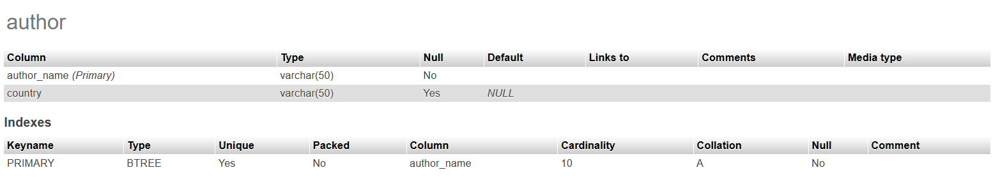 author
Column Type Null Default Links to Comments Media type
author_name (Primary) varchar(50) No
country varchar(50) Yes NULL
Indexes
Keyname Type Unique Packed Column Cardinality Collation Null Comment
PRIMARY BTREE Yes No author_name 10 A No